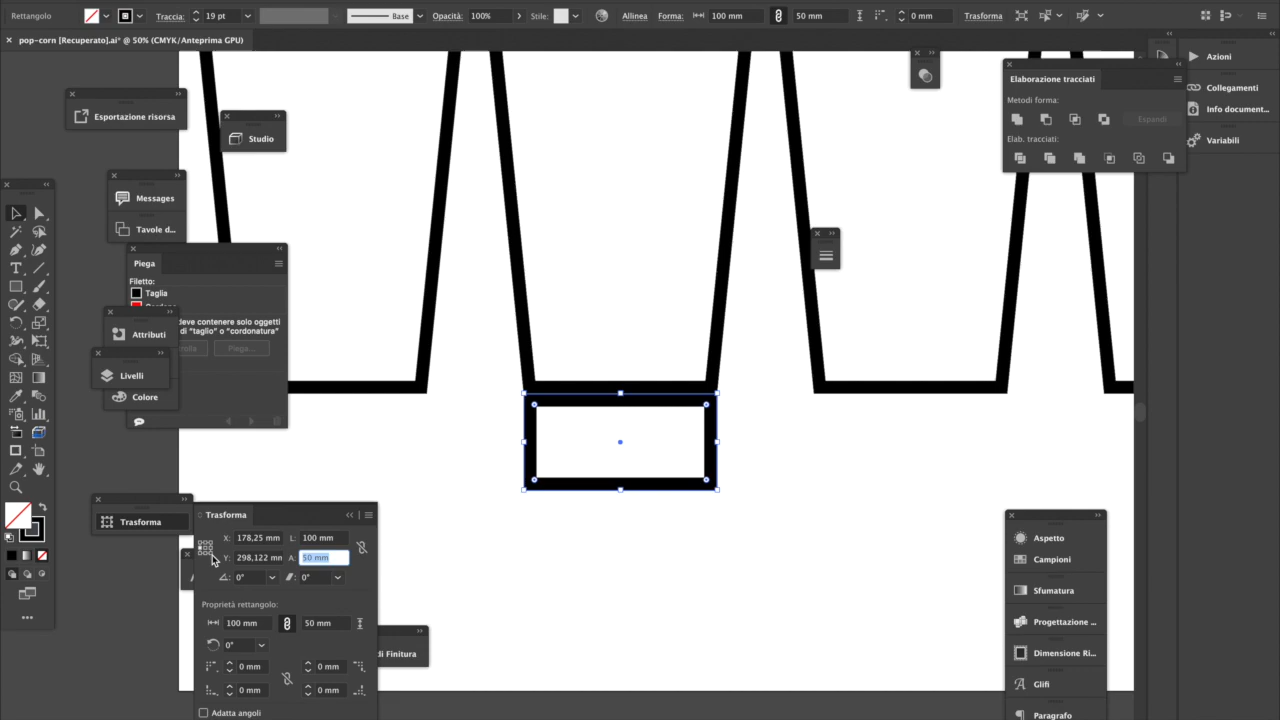 Rettangolo
Traccia: 19 pt
Base
Opacità: 100%
Stile:
Allinea
Forma: 100 mm 50 mm 0 mm
Trasforma
pop-corn [Recuperato].ai* @ 50% (CMYK/Anteprima GPU)
Azioni
Collegamenti
Info document...
Variabili
Elaborazione tracciati
Metodi forma:
Espandi
Elab. tracciati:
Esportazione risorsa
Studio
Messages
Tavole d...
Piega
Filetto:
Taglia
deve contenere solo oggetti
di “taglio” o “cordonatura”
Piega...
Attributi
Livelli
Colore
Trasforma
Trasforma
X: 178,25 mm L: 100 mm
Y: 298,122 mm A: 50 mm
0° 0°
Proprietà rettangolo:
100 mm 50 mm
0°
0 mm 0 mm
0 mm 0 mm
Adatta angoli
di Finitura
Aspetto
Campioni
Sfumatura
Progettazione ...
Dimensione Ri...
Glifi
Paragrafo